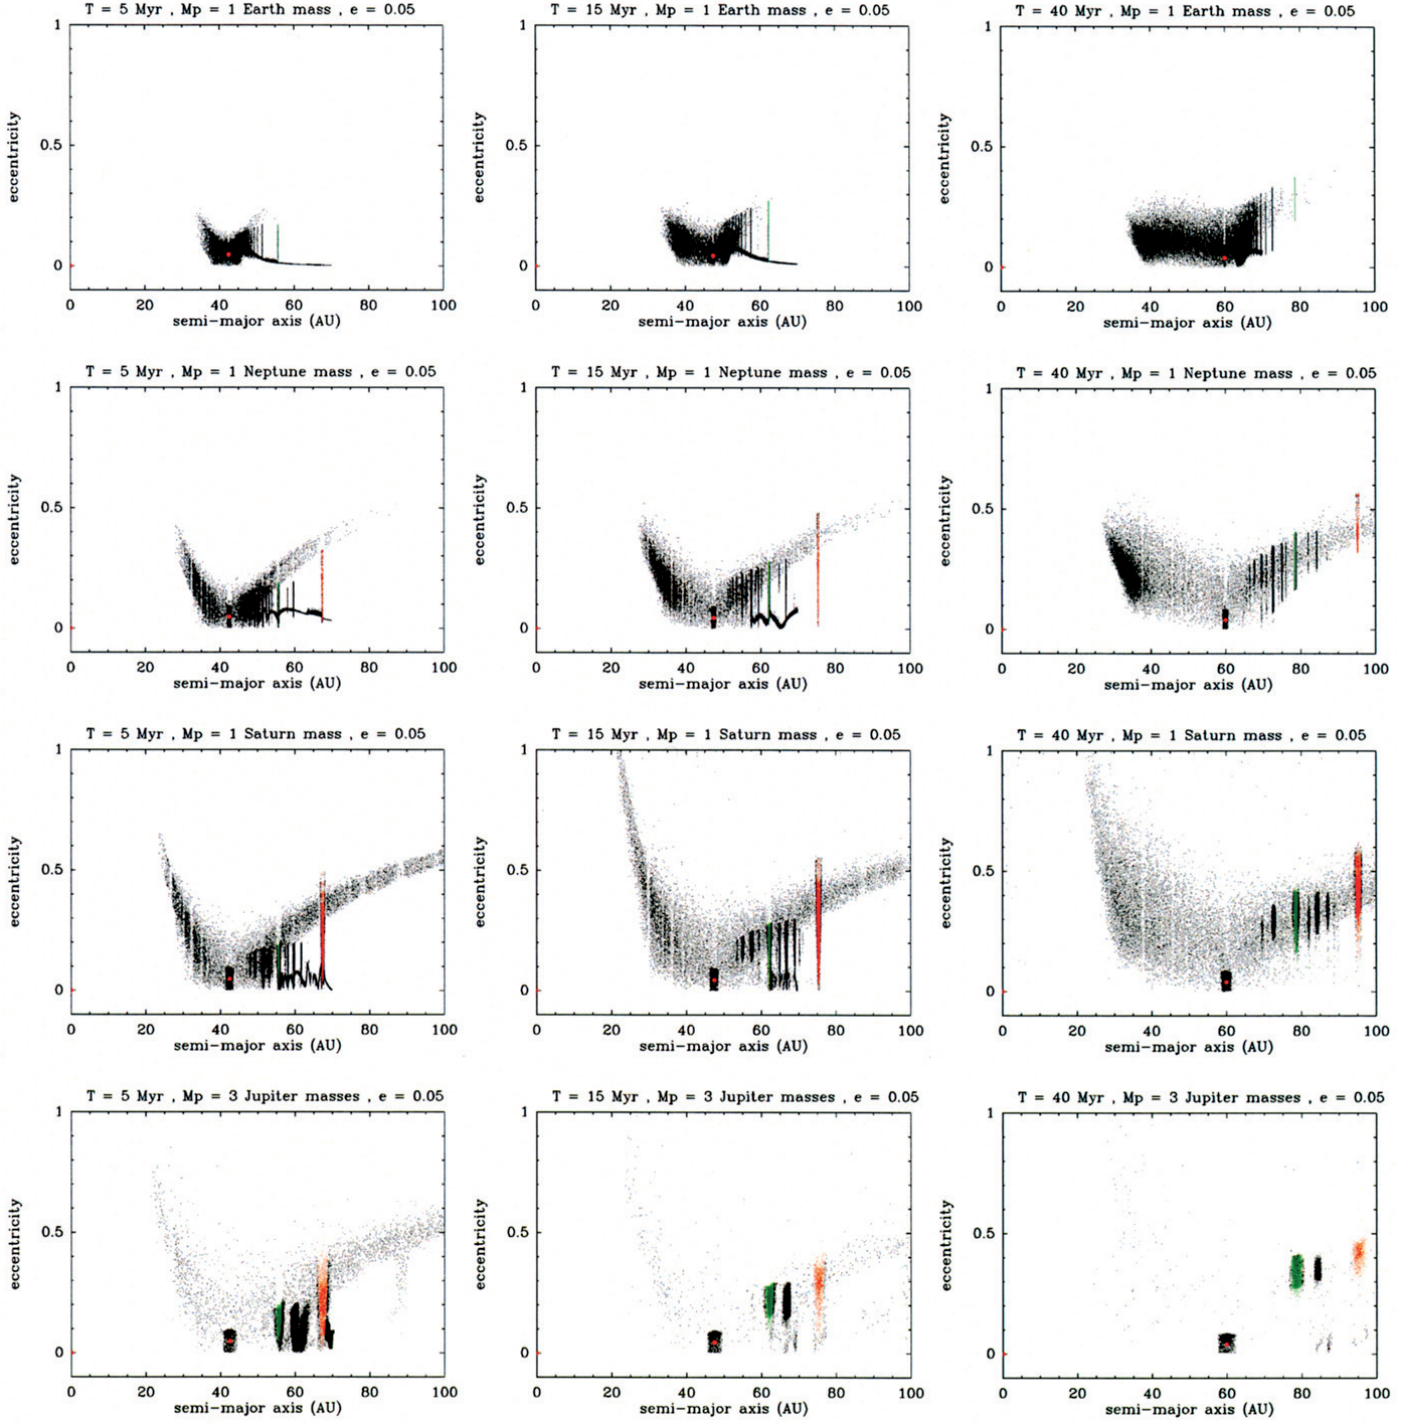 T = 5 Myr , Mp = 1 Earth mass , e = 0.05
T = 15 Myr , Mp = 1 Earth mass , e = 0.05
T = 40 Myr , Mp = 1 Earth mass , e = 0.05
1
0.5
0
eccentricity
0 20 40 60 80 100
semi-major axis (AU)
1
0.5
0
eccentricity
0 20 40 60 80 100
semi-major axis (AU)
1
0.5
0
eccentricity
0 20 40 60 80 100
semi-major axis (AU)
T = 5 Myr , Mp = 1 Neptune mass , e = 0.05
T = 15 Myr , Mp = 1 Neptune mass , e = 0.05
T = 40 Myr , Mp = 1 Neptune mass , e = 0.05
1
0.5
0
eccentricity
0 20 40 60 80 100
semi-major axis (AU)
1
0.5
0
eccentricity
0 20 40 60 80 100
semi-major axis (AU)
1
0.5
0
eccentricity
0 20 40 60 80 100
semi-major axis (AU)
T = 5 Myr , Mp = 1 Saturn mass , e = 0.05
T = 15 Myr , Mp = 1 Saturn mass , e = 0.05
T = 40 Myr , Mp = 1 Saturn mass , e = 0.05
1
0.5
0
eccentricity
0 20 40 60 80 100
semi-major axis (AU)
1
0.5
0
eccentricity
0 20 40 60 80 100
semi-major axis (AU)
1
0.5
0
eccentricity
0 20 40 60 80 100
semi-major axis (AU)
T = 5 Myr , Mp = 3 Jupiter masses , e = 0.05
T = 15 Myr , Mp = 3 Jupiter masses , e = 0.05
T = 40 Myr , Mp = 3 Jupiter masses , e = 0.05
1
0.5
0
eccentricity
0 20 40 60 80 100
semi-major axis (AU)
1
0.5
0
eccentricity
0 20 40 60 80 100
semi-major axis (AU)
1
0.5
0
eccentricity
0 20 40 60 80 100
semi-major axis (AU)